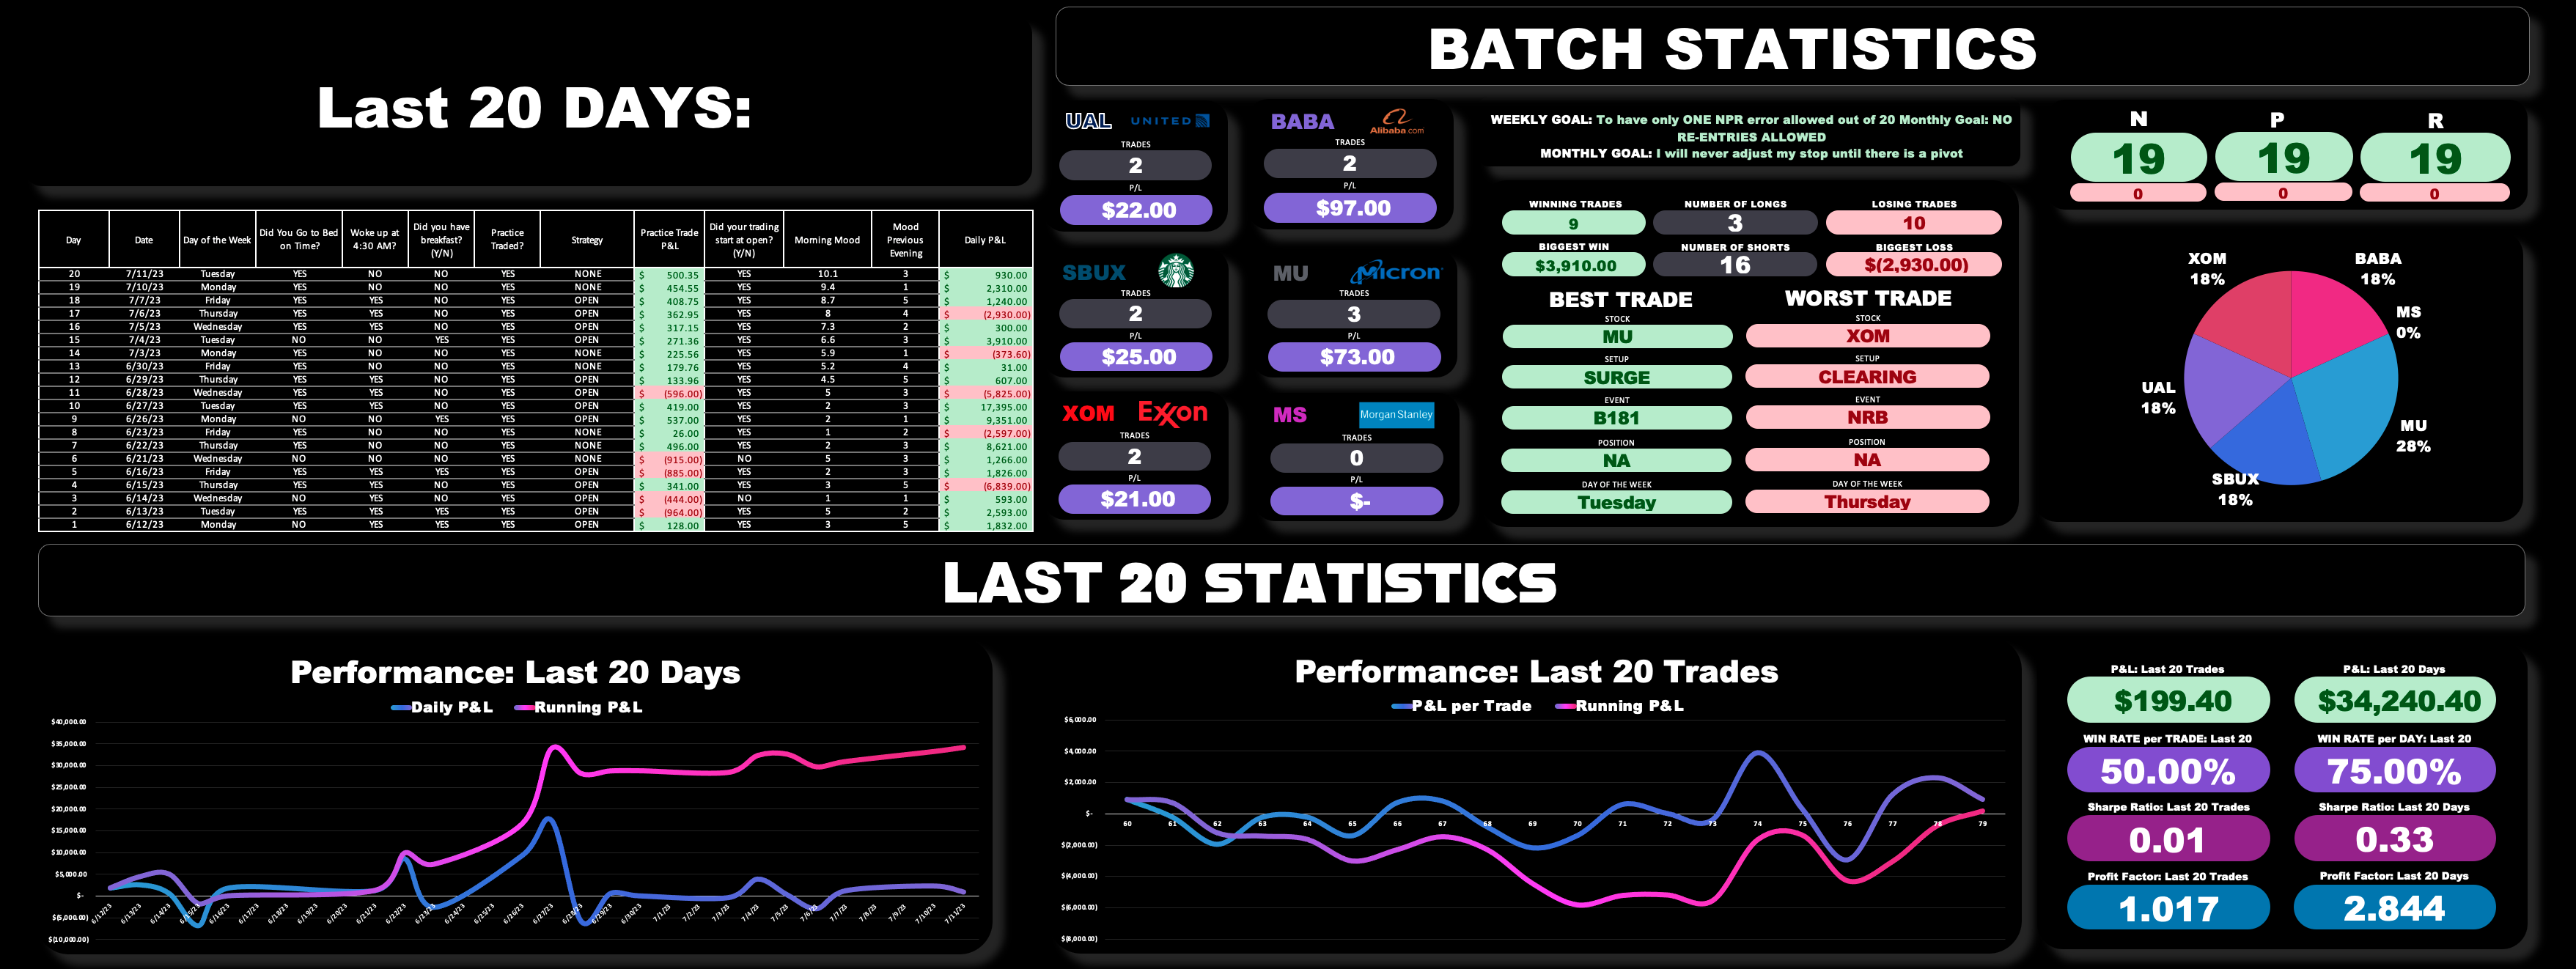 Last 20 DAYS:
Day Date Day of the Week Did You Go to Bed on Time? Woke up at 4:30 AM? Did you have breakfast? (Y/N) Practice Traded? Strategy Practice Trade P&L Did your trading start at open? (Y/N) Morning Mood Mood Previous Evening Daily P&L
20 7/11/23 Tuesday YES NO NO YES NONE $ 500.35 YES 10.1 3 $ 930.00
19 7/10/23 Monday YES NO NO YES NONE $ 454.55 YES 9.4 1 $ 2,310.00
18 7/7/23 Friday YES YES NO YES OPEN $ 408.75 YES 8.7 5 $ 1,240.00
17 7/6/23 Thursday YES YES NO YES OPEN $ 362.95 YES 8 4 $ (2,930.00)
16 7/5/23 Wednesday YES YES NO YES OPEN $ 317.15 YES 7.3 2 $ 300.00
15 7/4/23 Tuesday NO NO YES YES OPEN $ 271.36 YES 6.6 3 $ 3,910.00
14 7/3/23 Monday YES NO NO YES NONE $ 225.56 YES 5.9 1 $ (373.60)
13 6/30/23 Friday YES NO NO YES NONE $ 179.76 YES 5.2 4 $ 31.00
12 6/29/23 Thursday YES YES NO YES OPEN $ 133.96 YES 4.5 5 $ 607.00
11 6/28/23 Wednesday YES YES NO YES OPEN $ (596.00) YES 5 3 $ (5,825.00)
10 6/27/23 Tuesday YES YES NO YES OPEN $ 419.00 YES 2 3 $ 17,395.00
9 6/26/23 Monday NO NO YES YES OPEN $ 537.00 YES 2 1 $ 9,351.00
8 6/23/23 Friday YES NO NO YES NONE $ 26.00 YES 1 2 $ (2,597.00)
7 6/22/23 Thursday YES NO NO YES NONE $ 496.00 YES 2 3 $ 8,621.00
6 6/21/23 Wednesday NO NO NO YES NONE $ (915.00) NO 5 3 $ 1,266.00
5 6/16/23 Friday YES YES YES YES OPEN $ (885.00) YES 2 3 $ 1,826.00
4 6/15/23 Thursday YES YES NO YES OPEN $ 341.00 YES 3 5 $ (6,839.00)
3 6/14/23 Wednesday NO YES NO YES OPEN $ (444.00) NO 1 1 $ 593.00
2 6/13/23 Tuesday YES YES YES YES OPEN $ (964.00) YES 5 2 $ 2,593.00
1 6/12/23 Monday NO YES YES YES OPEN $ 128.00 YES 3 5 $ 1,832.00
BATCH STATISTICS
UAL UNITED
TRADES
2
P/L
$22.00
BABA Alibaba.com
TRADES
2
P/L
$97.00
SBUX
TRADES
2
P/L
$25.00
MU Micron
TRADES
3
P/L
$73.00
XOM Exxon
TRADES
2
P/L
$21.00
MS Morgan Stanley
TRADES
0
P/L
$-
WEEKLY GOAL: To have only ONE NPR error allowed out of 20 Monthly Goal: NO
RE-ENTRIES ALLOWED
MONTHLY GOAL: I will never adjust my stop until there is a pivot
WINNING TRADES NUMBER OF LONGS LOSING TRADES
9 3 10
BIGGEST WIN NUMBER OF SHORTS BIGGEST LOSS
$3,910.00 16 $(2,930.00)
BEST TRADE WORST TRADE
STOCK STOCK
MU XOM
SETUP SETUP
SURGE CLEARING
EVENT EVENT
B181 NRB
POSITION POSITION
NA NA
DAY OF THE WEEK DAY OF THE WEEK
Tuesday Thursday
N P R
19 19 19
0 0 0
XOM
18%
BABA
18%
MS
0%
UAL
18%
MU
28%
SBUX
18%
LAST 20 STATISTICS
Performance: Last 20 Days
Daily P&L Running P&L
$40,000.00
$35,000.00
$30,000.00
$25,000.00
$20,000.00
$15,000.00
$10,000.00
$5,000.00
$-
$(5,000.00)
$(10,000.00)
6/12/23 6/13/23 6/14/23 6/15/23 6/16/23 6/17/23 6/18/23 6/19/23 6/20/23 6/21/23 6/22/23 6/23/23 6/24/23 6/25/23 6/26/23 6/27/23 6/28/23 6/29/23 6/30/23 7/1/23 7/2/23 7/3/23 7/4/23 7/5/23 7/6/23 7/7/23 7/8/23 7/9/23 7/10/23 7/11/23
Performance: Last 20 Trades
P&L per Trade Running P&L
$6,000.00
$4,000.00
$2,000.00
$-
$(2,000.00)
$(4,000.00)
$(6,000.00)
$(8,000.00)
60 61 62 63 64 65 66 67 68 69 70 71 72 73 74 75 76 77 78 79
P&L: Last 20 Trades P&L: Last 20 Days
$199.40 $34,240.40
WIN RATE per TRADE: Last 20 WIN RATE per DAY: Last 20
50.00% 75.00%
Sharpe Ratio: Last 20 Trades Sharpe Ratio: Last 20 Days
0.01 0.33
Profit Factor: Last 20 Trades Profit Factor: Last 20 Days
1.017 2.844